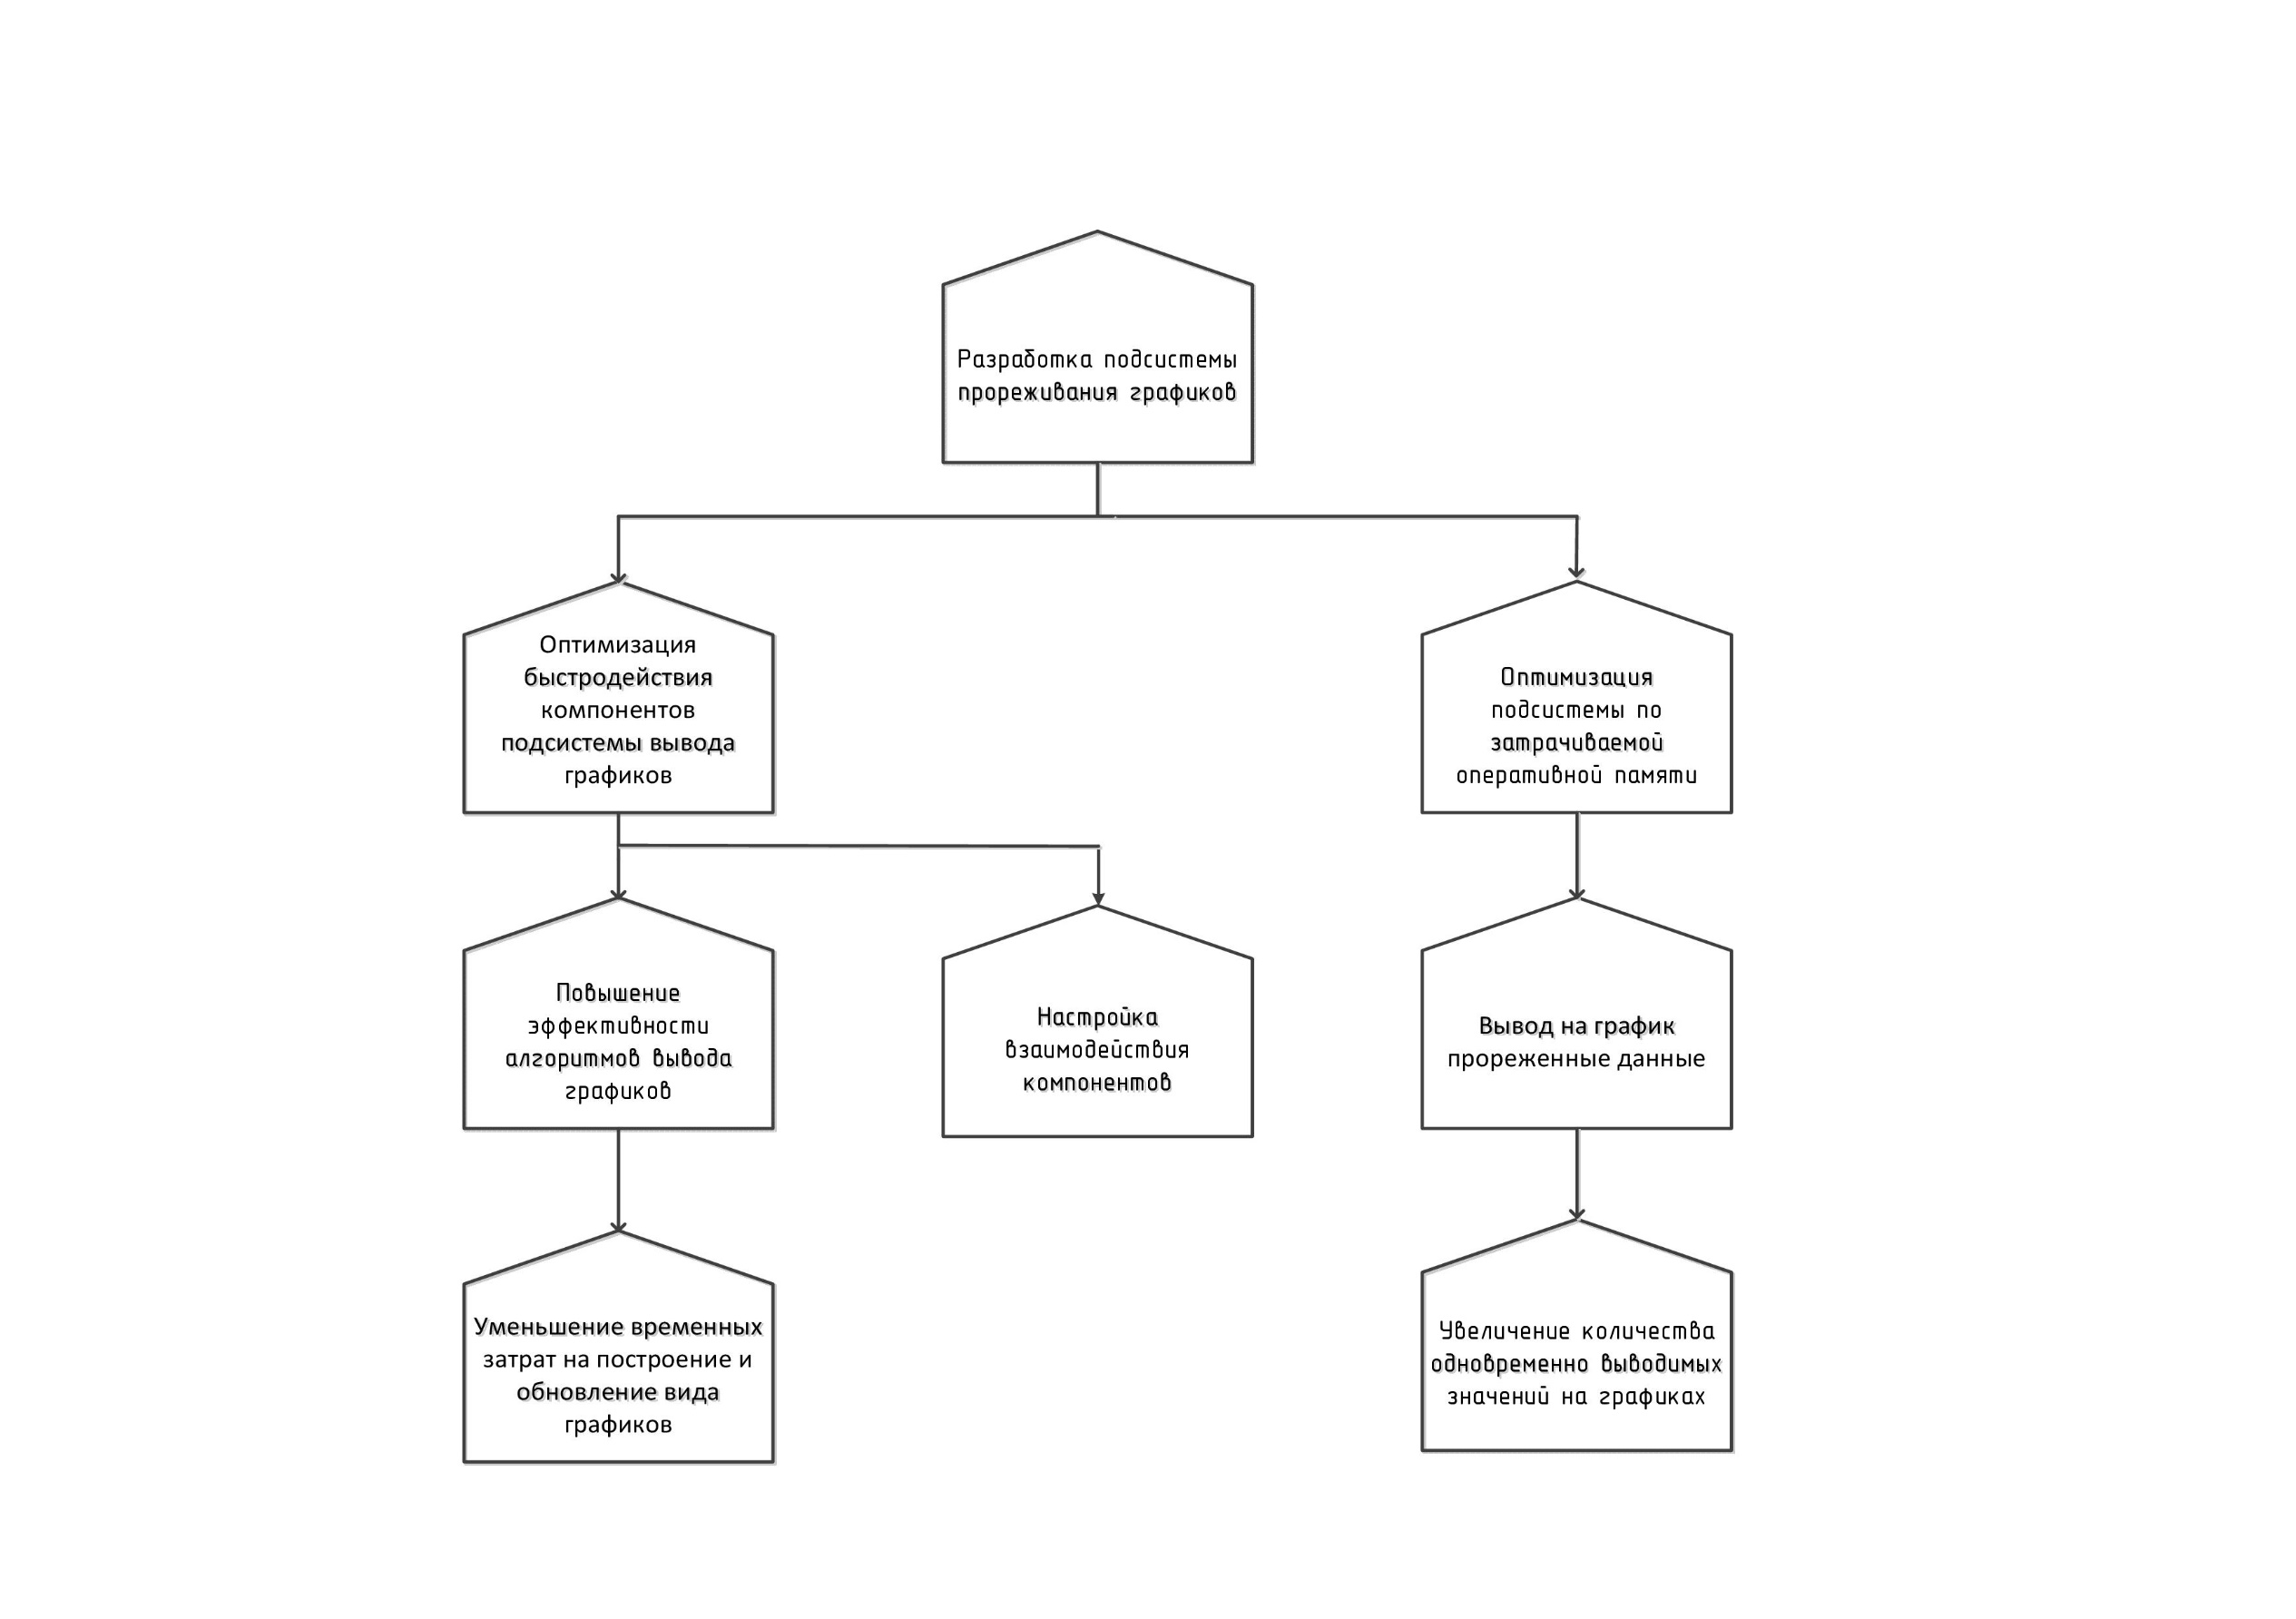 Разработка подсистемы
прореживания графиков
Оптимизация
быстродействия
компонентов
подсистемы вывода
графиков
Оптимизация
подсистемы по
затрачиваемой
оперативной памяти
Повышение
эффективности
алгоритмов вывода
графиков
Настройка
взаимодействия
компонентов
Вывод на график
прореженные данные
Уменьшение временных
затрат на построение и
обновление вида
графиков
Увеличение количества
одновременно выводимых
значений на графиках